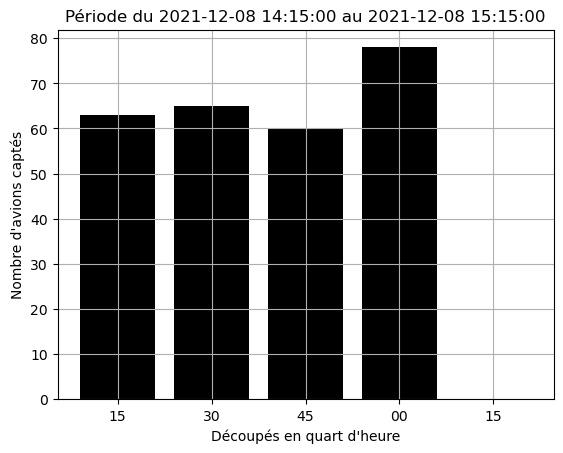 Période du 2021-12-08 14:15:00 au 2021-12-08 15:15:00
80
70
60
50
40
30
20
10
0
Nombre d'avions captés
15 30 45 00 15
Découpés en quart d'heure